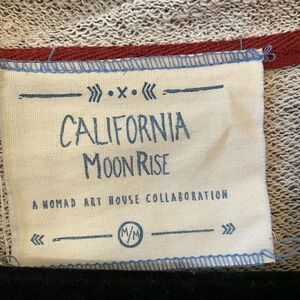 CALIFORNIA
MOONRISE
A NOMAD ART HOUSE COLLABORATION
M/M